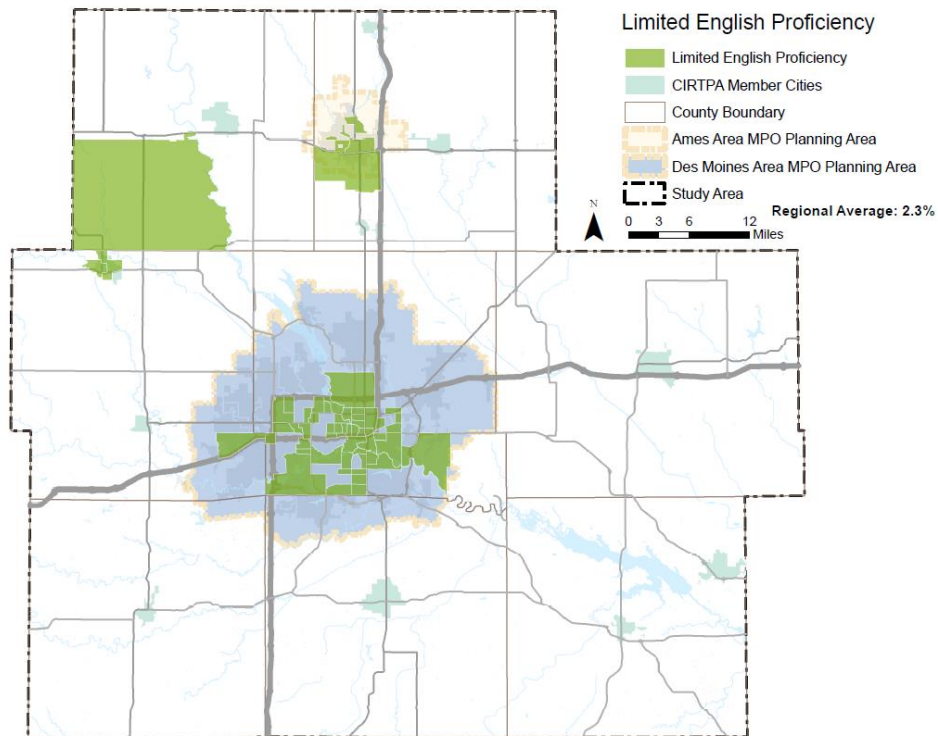 Limited English Proficiency
Limited English Proficiency
CIRTPA Member Cities
County Boundary
Ames Area MPO Planning Area
Des Moines Area MPO Planning Area
Study Area
Regional Average: 2.3%
N
0 3 6 12
Miles